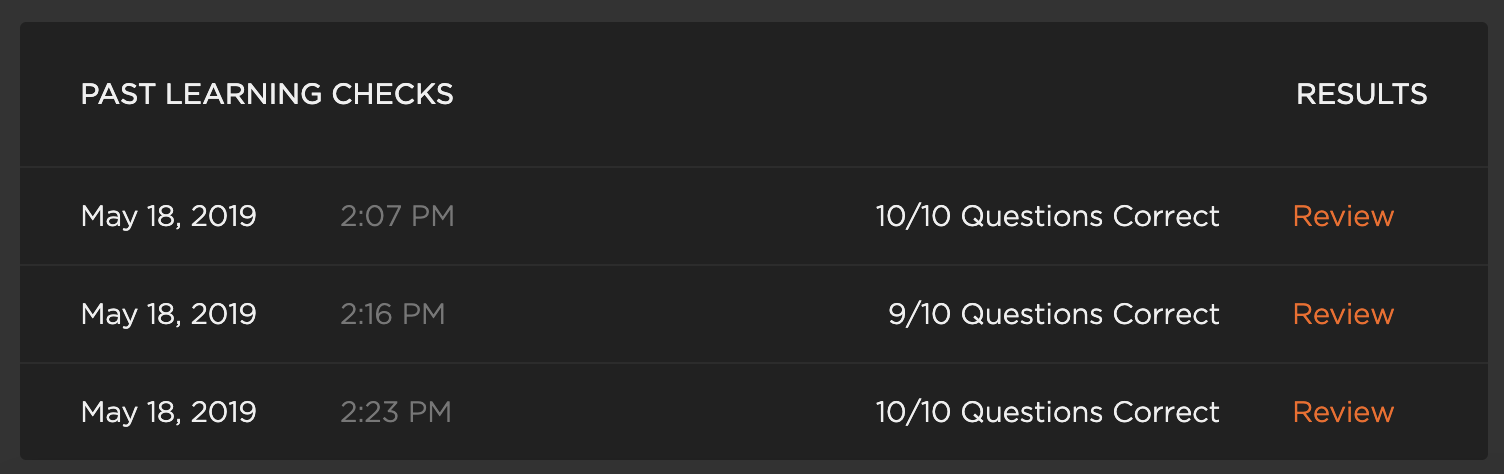 PAST LEARNING CHECKS RESULTS
May 18, 2019 2:07 PM 10/10 Questions Correct Review
May 18, 2019 2:16 PM 9/10 Questions Correct Review
May 18, 2019 2:23 PM 10/10 Questions Correct Review